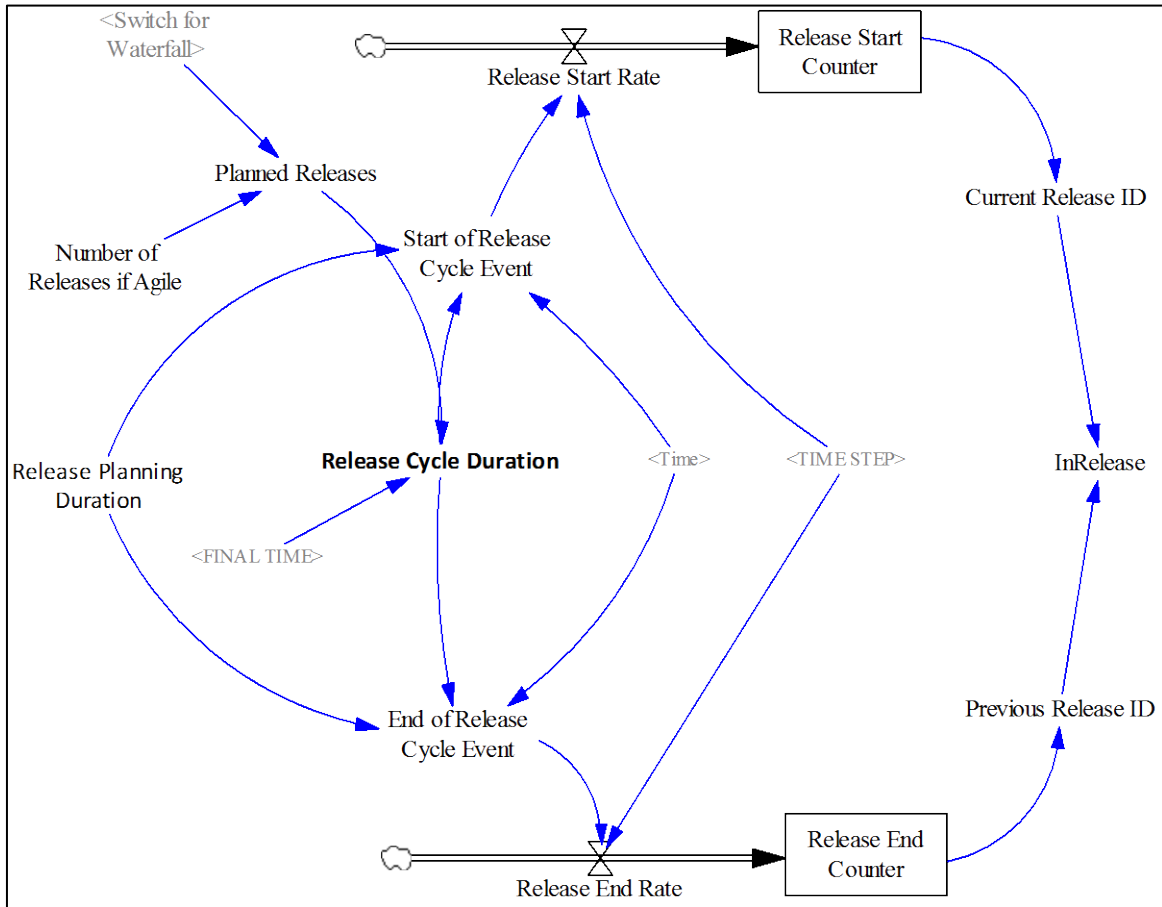 <Switch for
Waterfall>
Release Start
Counter
Release Start Rate
Planned Releases
Current Release ID
Number of
Releases if Agile
Start of Release
Cycle Event
Release Planning
Duration
Release Cycle Duration
<Time>
<TIME STEP>
InRelease
<FINAL TIME>
End of Release
Cycle Event
Previous Release ID
Release End
Counter
Release End Rate